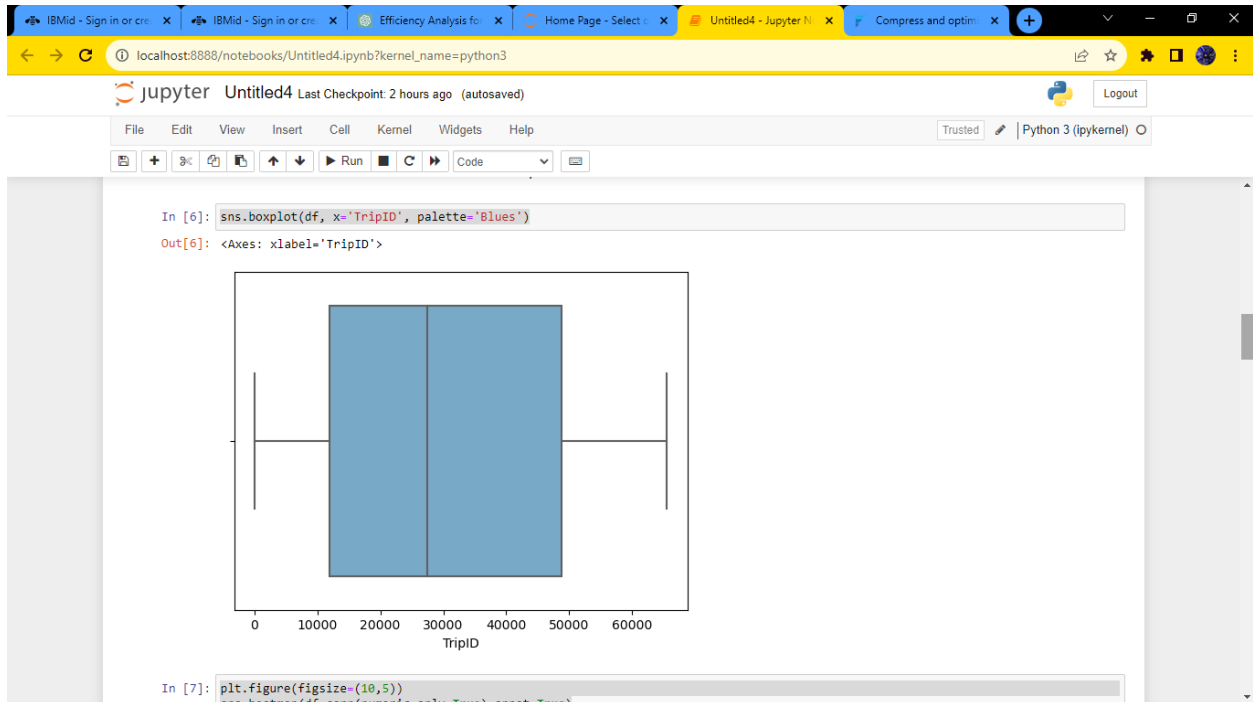 IBMid - Sign in or cre
IBMid - Sign in or cre
Efficiency Analysis for
Home Page - Select
Untitled4 - Jupyter N
Compress and optim
localhost:8888/notebooks/Untitled4.ipynb?kernel_name=python3
jupyter Untitled4 Last Checkpoint: 2 hours ago (autosaved)
Logout
File Edit View Insert Cell Kernel Widgets Help
Trusted Python 3 (ipykernel)
Run Code
In [6]: sns.boxplot(df, x='TripID', palette='Blues')
Out[6]: <Axes: xlabel='TripID'>
0 10000 20000 30000 40000 50000 60000
TripID
In [7]: plt.figure(figsize=(10,5))